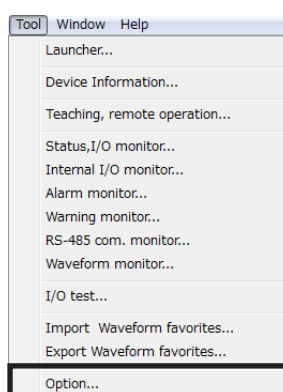 Tool Window Help
Launcher...
Device Information...
Teaching, remote operation...
Status,I/O monitor...
Internal I/O monitor...
Alarm monitor...
Warning monitor...
RS-485 com. monitor...
Waveform monitor...
I/O test...
Import  Waveform favorites...
Export Waveform favorites...
Option...